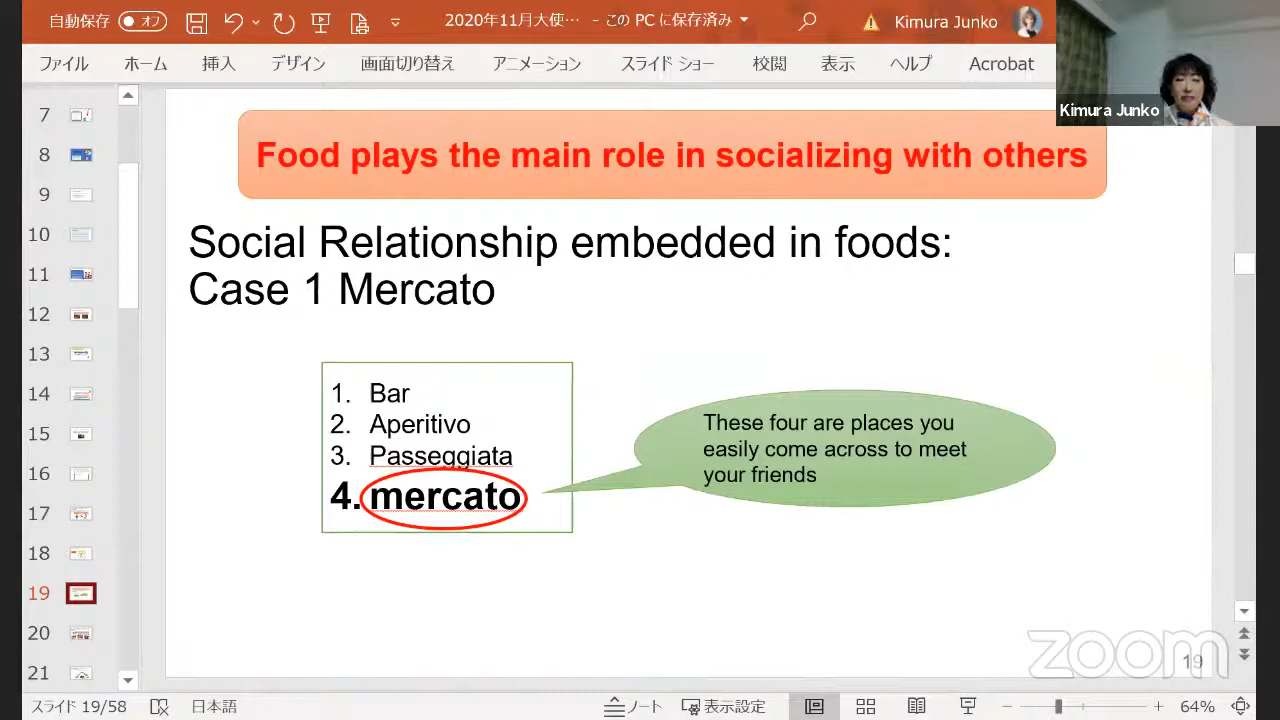 自動保存 オフ
2020年11月大使… - この PC に保存済み
Kimura Junko
ファイル ホーム 挿入 デザイン 画面切り替え アニメーション スライド ショー 校閲 表示 ヘルプ Acrobat
Kimura Junko
7
8
9
10
11
12
13
14
15
16
17
18
19
20
21
Food plays the main role in socializing with others
Social Relationship embedded in foods:
Case 1 Mercato
1. Bar
2. Aperitivo
3. Passeggiata
4. mercato
These four are places you
easily come across to meet
your friends
zoom
19
スライド 19/58 日本語 ノート 表示設定 64%